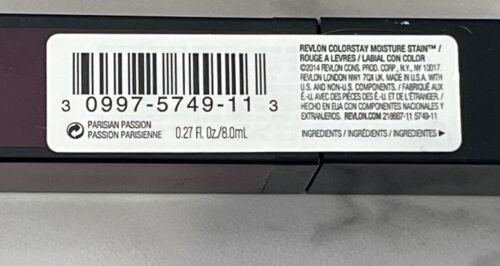 3 0997-5749-11 3
PARISIAN PASSION
PASSION PARISIENNE
0.27 Fl. Oz/8.0mL
REVLON COLORSTAY MOISTURE STAIN™ /
ROUGE A LEVRES / LABIAL CON COLOR
©2014 REVLON CONS. PROD. CORP., N.Y., NY 10017.
REVLON LONDON NW1 7QX UK. MADE IN U.S.A. WITH
U.S. AND NON-U.S. COMPONENTS. / FABRIQUÉ AUX
É.-U. AVEC DES PIÈCES DES É.-U. ET DE L'ÉTRANGER. /
HECHO EN EUA CON COMPONENTES NACIONALES Y
EXTRANJEROS. REVLON.COM 218667-11 5749-11
INGREDIENTS / INGRÉDIENTS / INGREDIENTES ▶